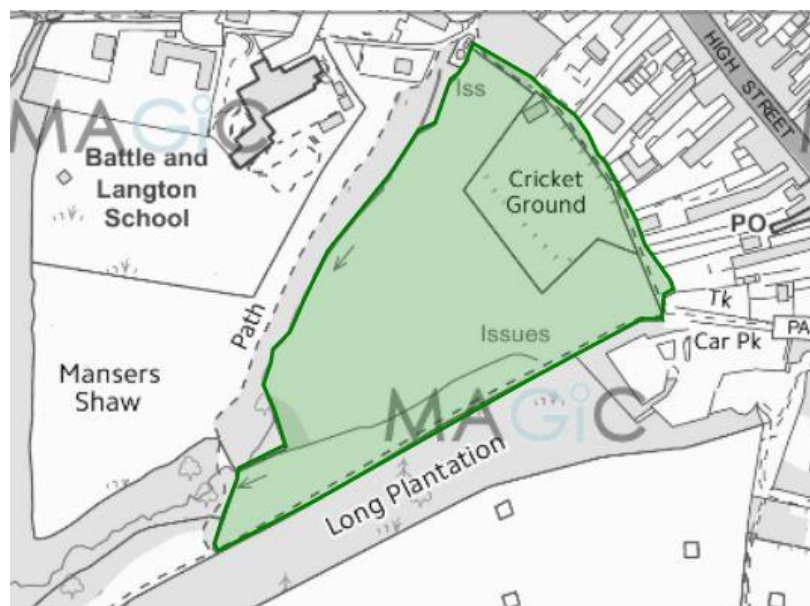 HIGH STREET
Iss
MAGiC
Battle and
Langton
School
Cricket
Ground
PO
Path
Tk
Issues
PA
Car Pk
Mansers
Shaw
MAGiC
Long Plantation